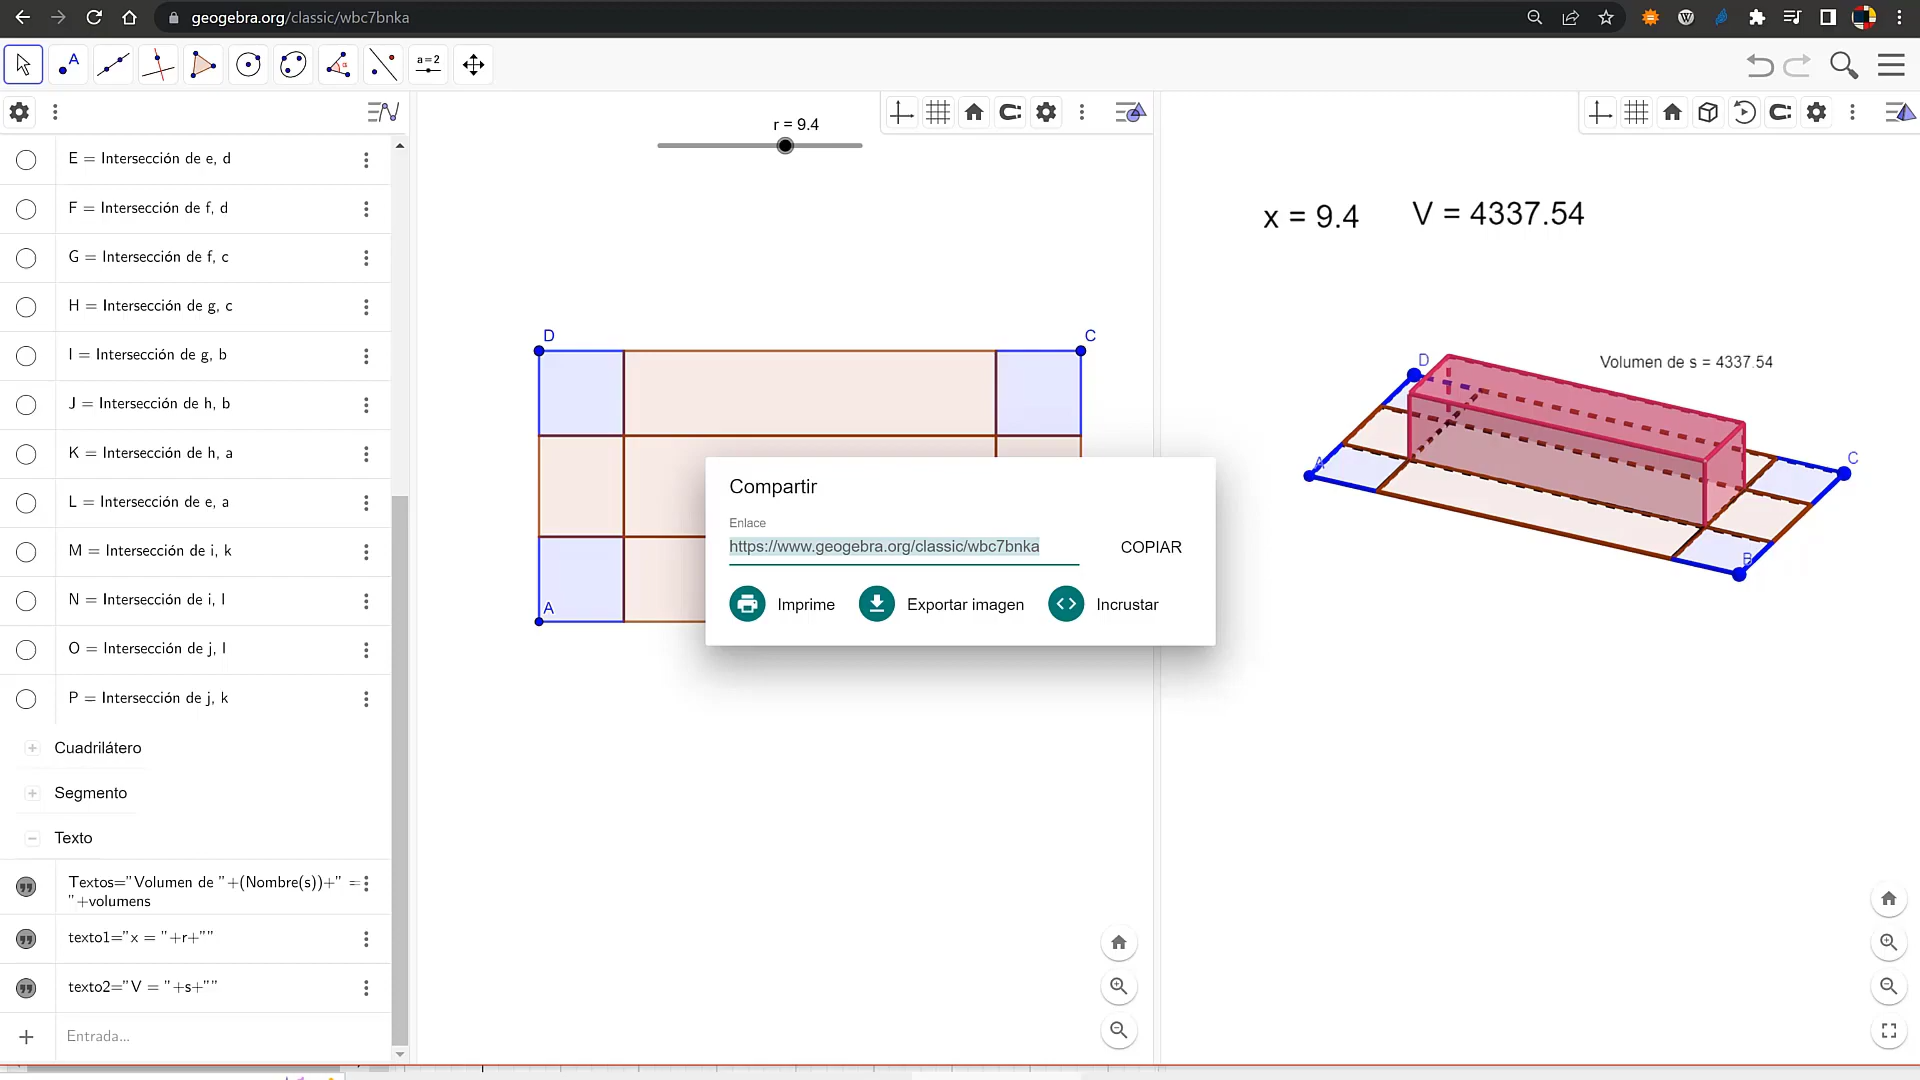 geogebra.org/classic/wbc7bnka
A
a=2
E = Intersección de e, d
F = Intersección de f, d
G = Intersección de f, c
H = Intersección de g, c
I = Intersección de g, b
J = Intersección de h, b
K = Intersección de h, a
L = Intersección de e, a
M = Intersección de i, k
N = Intersección de i, l
O = Intersección de j, l
P = Intersección de j, k
Cuadrilátero
Segmento
Texto
Textos="Volumen de "+(Nombre(s))+" =
"+volumens
texto1="x = "+r+""
texto2="V = "+s+""
Entrada...
r = 9.4
D
C
A
Compartir
Enlace
https://www.geogebra.org/classic/wbc7bnka
COPIAR
Imprime
Exportar imagen
Incrustar
x = 9.4
V = 4337.54
Volumen de s = 4337.54
D
A
C
B